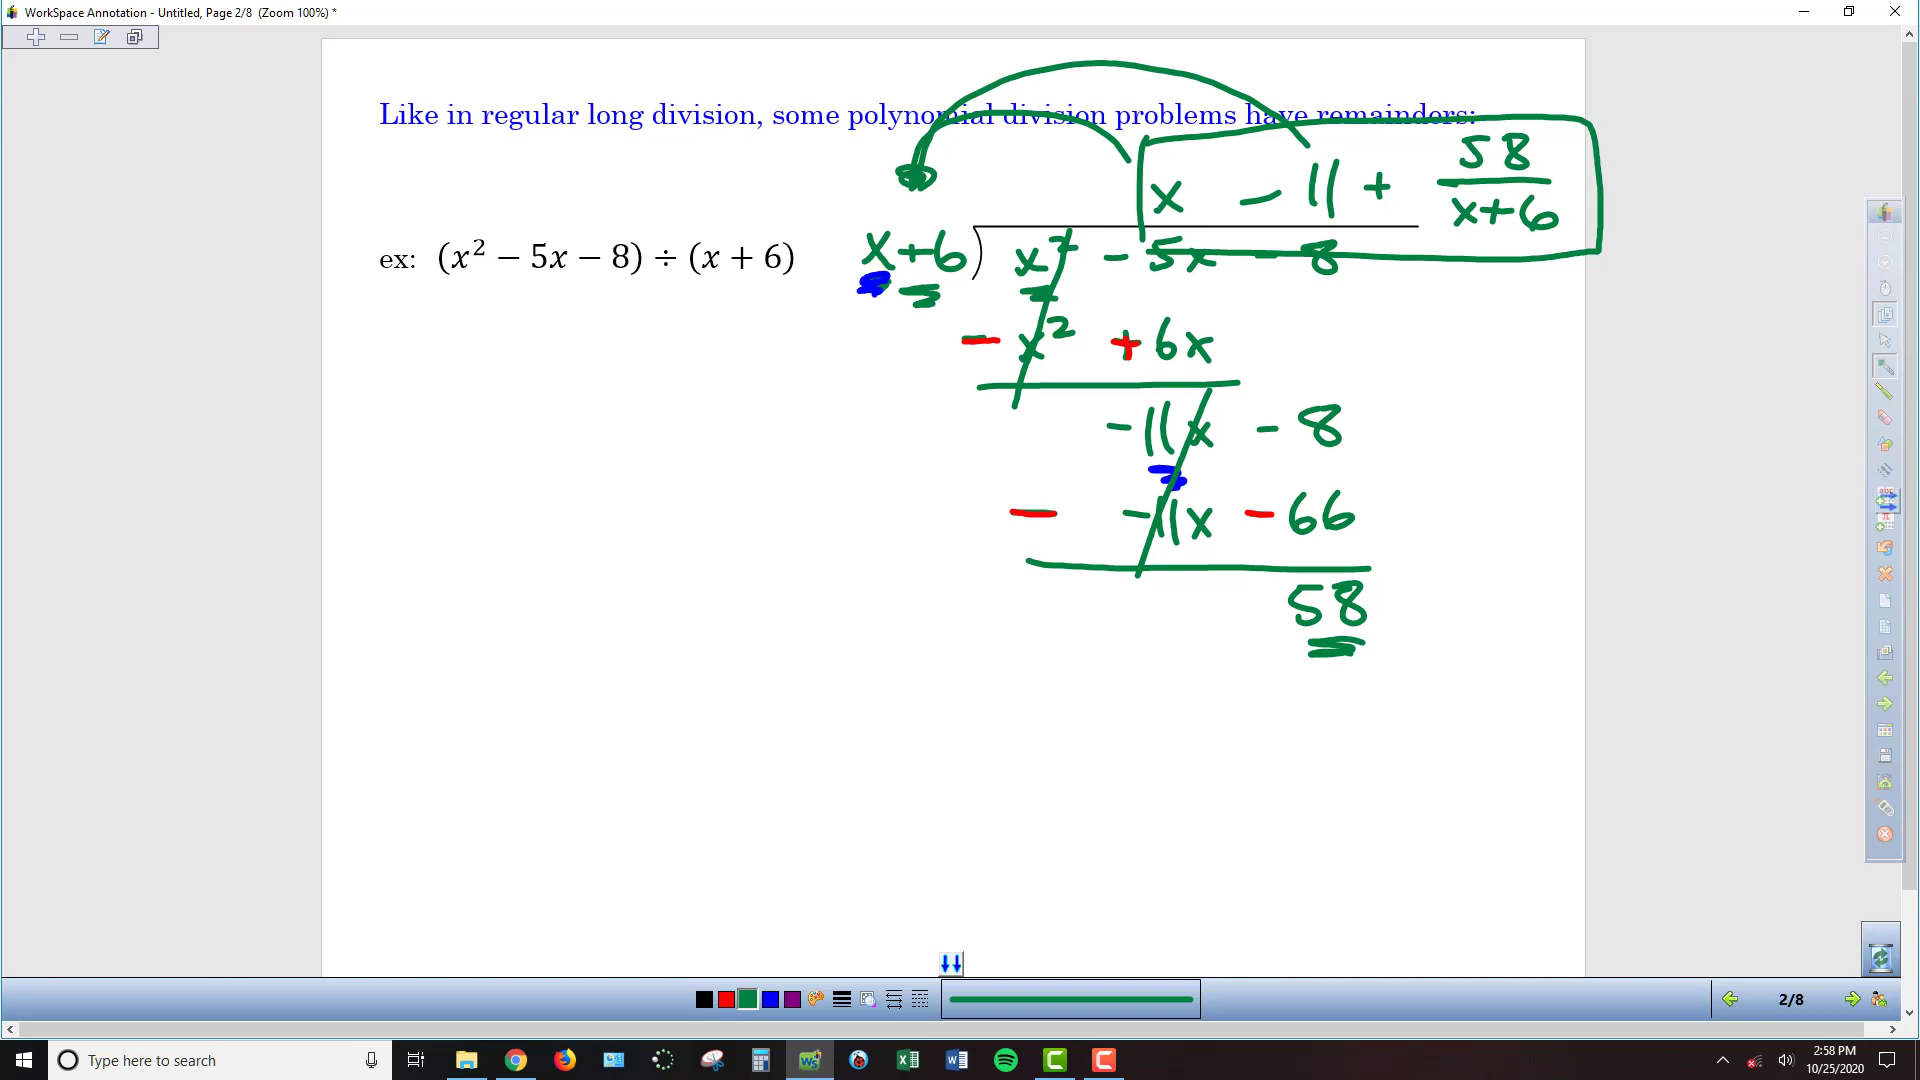 WorkSpace Annotation - Untitled, Page 2/8 (Zoom 100%) *
Like in regular long division, some polynomial division problems have remainders:
58
x - 11 + 
x+6
ex: (x² − 5x − 8) ÷ (x + 6)
x+6 ) x² - 5x - 8
- x² + 6x
-11x - 8
- -11x - 66
58
2/8
Type here to search
2:58 PM
10/25/2020